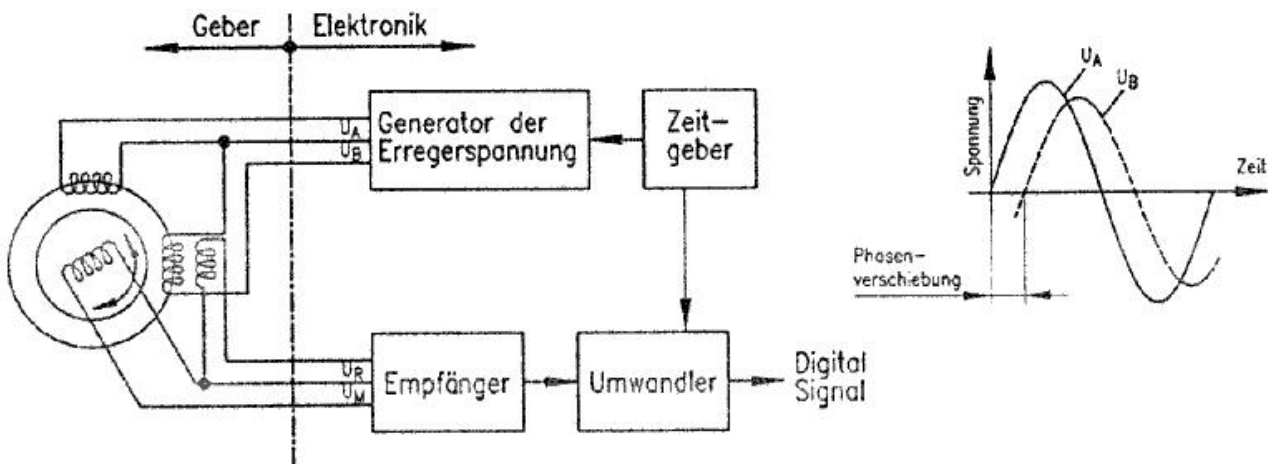 Geber
Elektronik
U_A
U_B
Generator der
Erregerspannung
Zeit-
geber
U_R
U_M
Empfänger
Umwandler
Digital
Signal
Spannung
U_A
U_B
Zeit
Phasen-
verschiebung